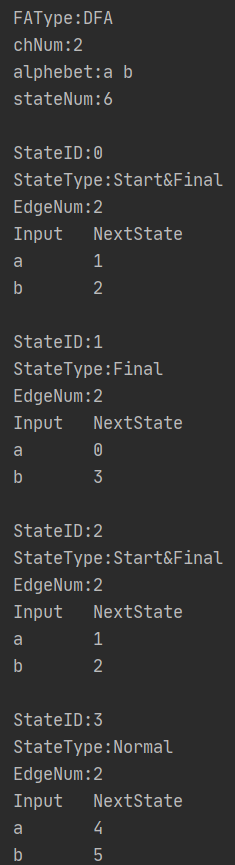 FAType:DFA
chNum:2
alphebet:a b
stateNum:6
StateID:0
StateType:Start&Final
EdgeNum:2
Input NextState
a 1
b 2
StateID:1
StateType:Final
EdgeNum:2
Input NextState
a 0
b 3
StateID:2
StateType:Start&Final
EdgeNum:2
Input NextState
a 1
b 2
StateID:3
StateType:Normal
EdgeNum:2
Input NextState
a 4
b 5